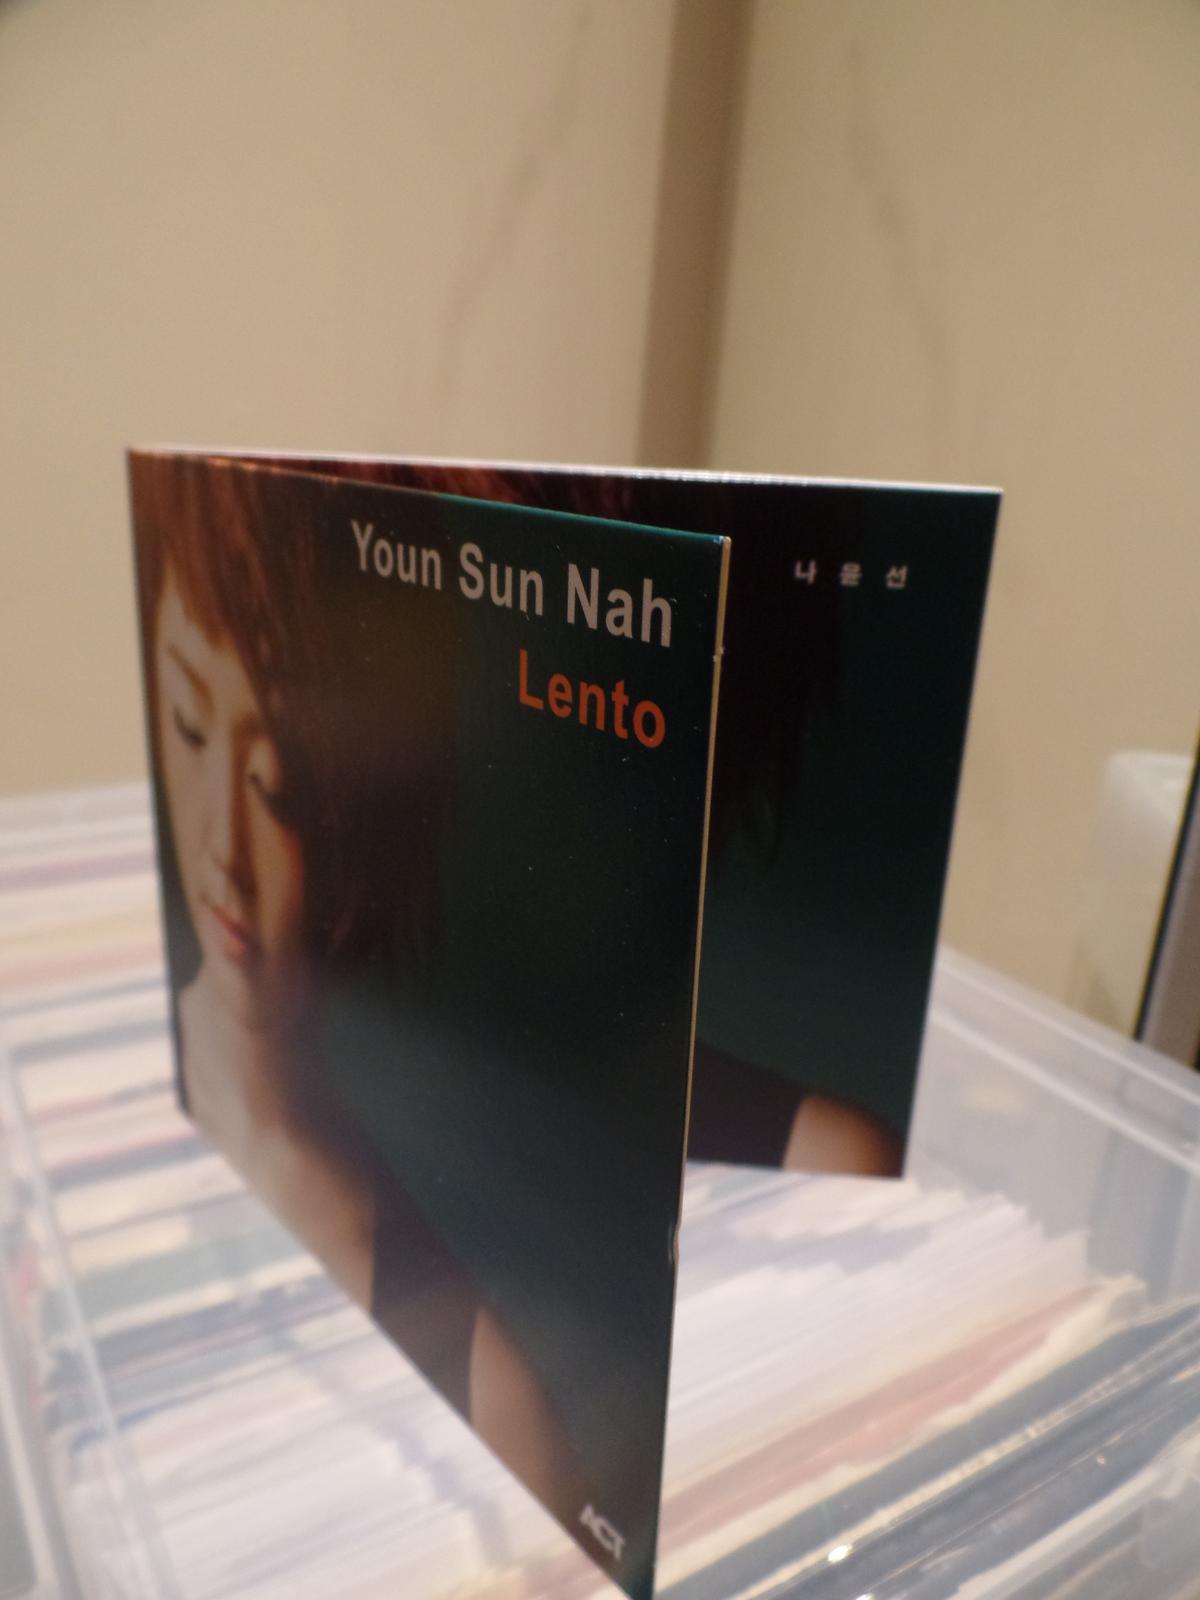 Youn Sun Nah
Lento
나 윤 선
ACT